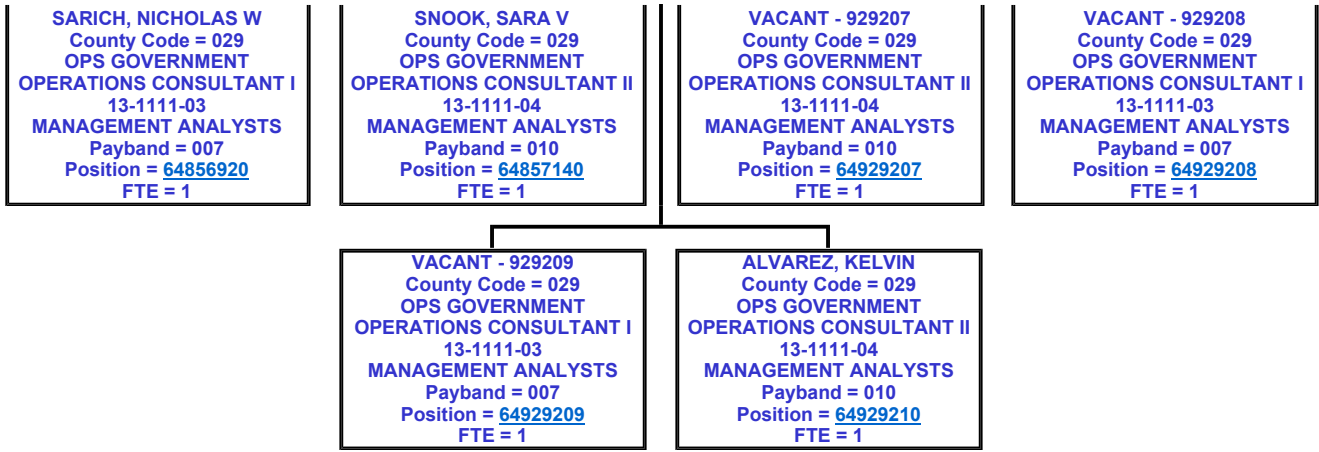 SARICH, NICHOLAS W
County Code = 029
OPS GOVERNMENT
OPERATIONS CONSULTANT I
13-1111-03
MANAGEMENT ANALYSTS
Payband = 007
Position = 64856920
FTE = 1
SNOOK, SARA V
County Code = 029
OPS GOVERNMENT
OPERATIONS CONSULTANT II
13-1111-04
MANAGEMENT ANALYSTS
Payband = 010
Position = 64857140
FTE = 1
VACANT - 929207
County Code = 029
OPS GOVERNMENT
OPERATIONS CONSULTANT II
13-1111-04
MANAGEMENT ANALYSTS
Payband = 010
Position = 64929207
FTE = 1
VACANT - 929208
County Code = 029
OPS GOVERNMENT
OPERATIONS CONSULTANT I
13-1111-03
MANAGEMENT ANALYSTS
Payband = 007
Position = 64929208
FTE = 1
VACANT - 929209
County Code = 029
OPS GOVERNMENT
OPERATIONS CONSULTANT I
13-1111-03
MANAGEMENT ANALYSTS
Payband = 007
Position = 64929209
FTE = 1
ALVAREZ, KELVIN
County Code = 029
OPS GOVERNMENT
OPERATIONS CONSULTANT II
13-1111-04
MANAGEMENT ANALYSTS
Payband = 010
Position = 64929210
FTE = 1